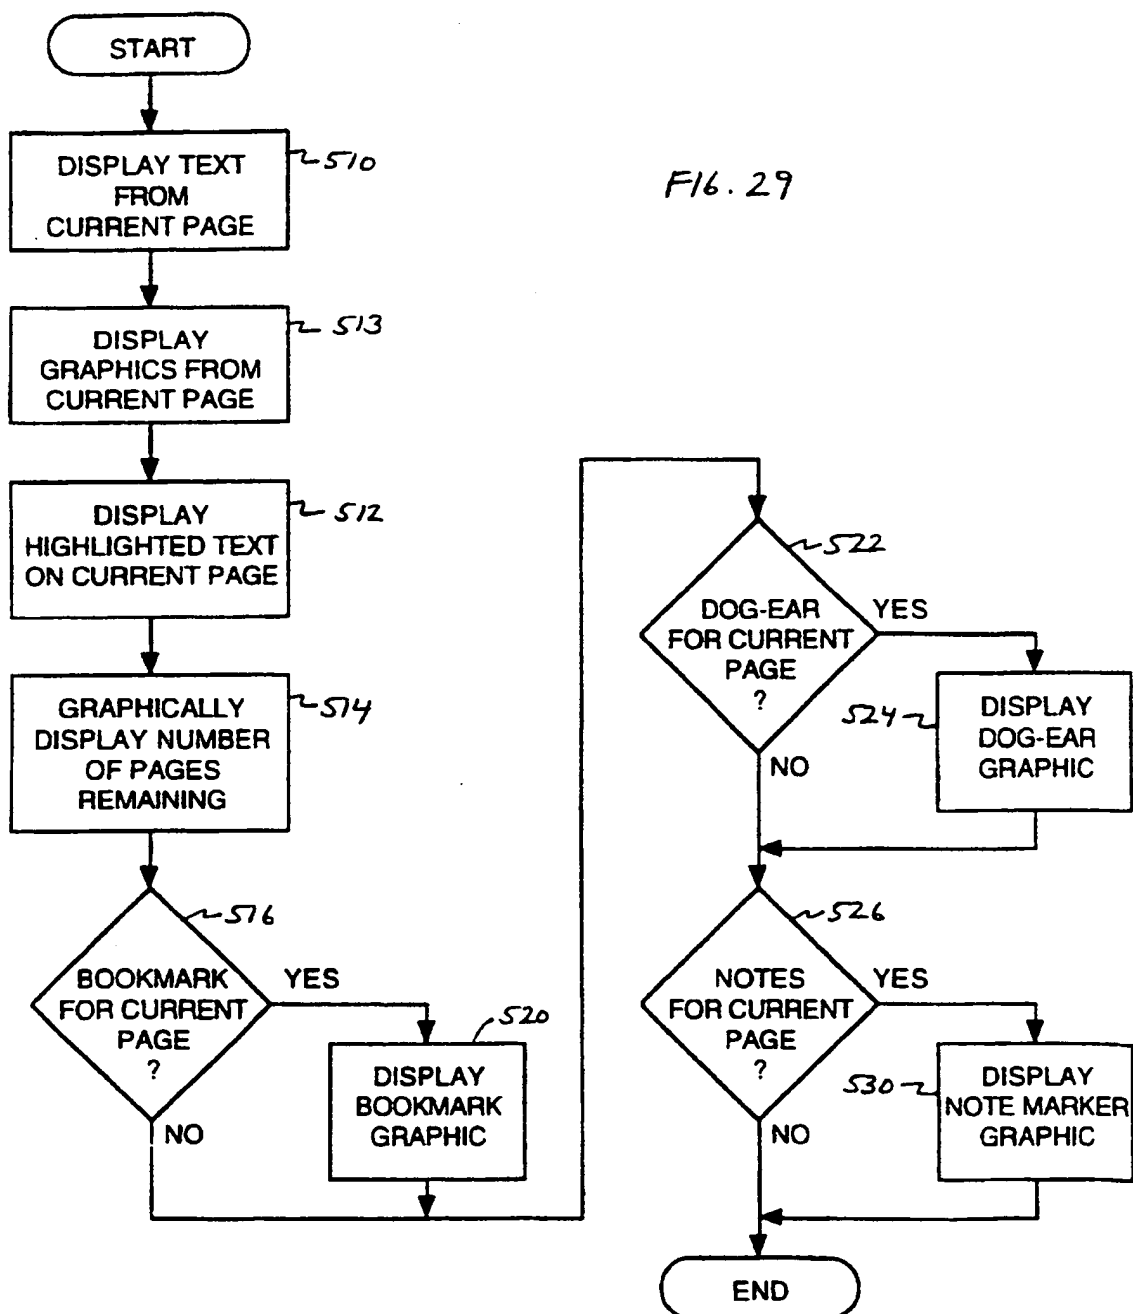 START
DISPLAY TEXT
FROM
CURRENT PAGE
510
FIG. 29
DISPLAY
GRAPHICS FROM
CURRENT PAGE
513
DISPLAY
HIGHLIGHTED TEXT
ON CURRENT PAGE
512
GRAPHICALLY
DISPLAY NUMBER
OF PAGES
REMAINING
514
BOOKMARK
FOR CURRENT
PAGE
?
516
YES
NO
DISPLAY
BOOKMARK
GRAPHIC
520
DOG-EAR
FOR CURRENT
PAGE
?
522
YES
NO
DISPLAY
DOG-EAR
GRAPHIC
524
NOTES
FOR CURRENT
PAGE
?
526
YES
NO
DISPLAY
NOTE MARKER
GRAPHIC
530
END